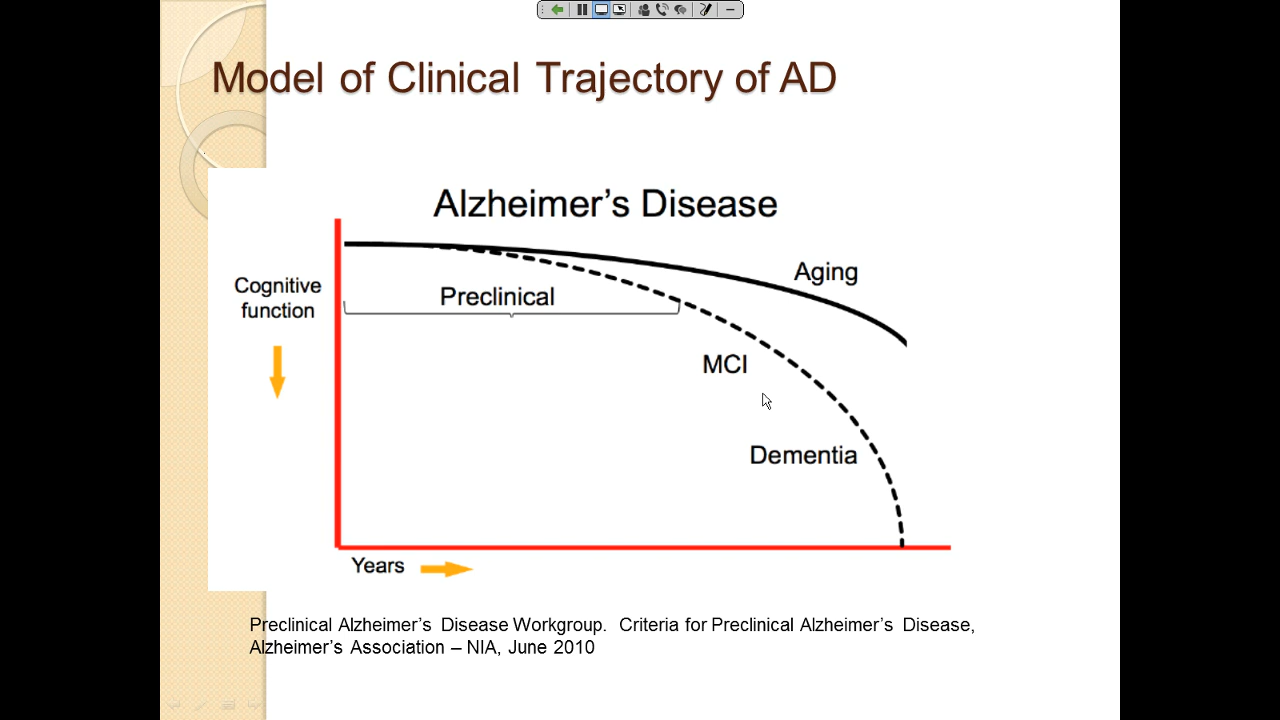 Model of Clinical Trajectory of AD
Alzheimer's Disease
Aging
Cognitive
function
Preclinical
MCI
Dementia
Years
Preclinical Alzheimer's Disease Workgroup. Criteria for Preclinical Alzheimer's Disease,
Alzheimer's Association – NIA, June 2010